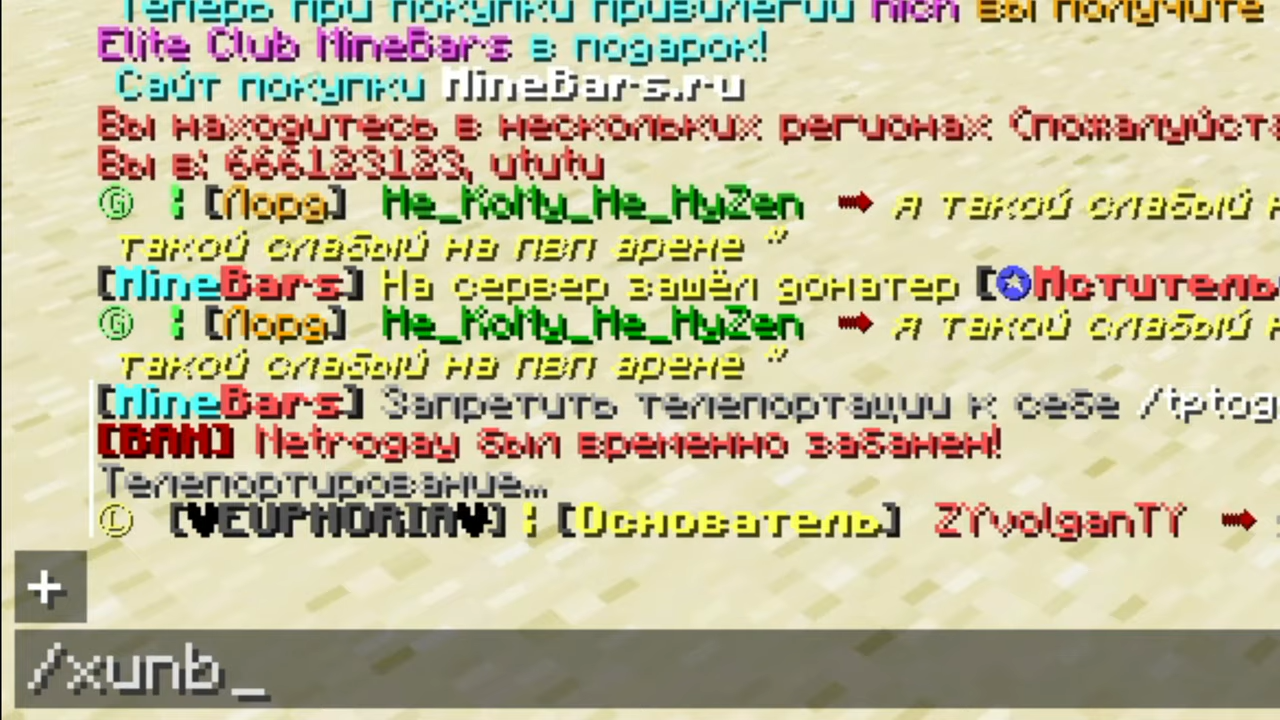 Теперь при покупки привилегии Rich вы получите
Elite Club MineBars в подарок!
Сайт покупки MineBars.ru
Вы находитесь в нескольких регионах (пожалуйста
Вы в: 666123123, ututu
Ⓖ : [Лорд] He_KoMy_He_HyZen ➟ я такой слабый н
такой слабый на пвп арене "
[MineBars] На сервер зашёл донатер [✪Мститель
Ⓖ : [Лорд] He_KoMy_He_HyZen ➟ я такой слабый н
такой слабый на пвп арене "
[MineBars] Запретить телепортации к себе /tptog
[BAN] Netrogay был временно забанен!
Телепортирование...
Ⓛ [♥EUPHORIA♥] : [Основатель] ZYvolganTY ➟
+
/xunb_